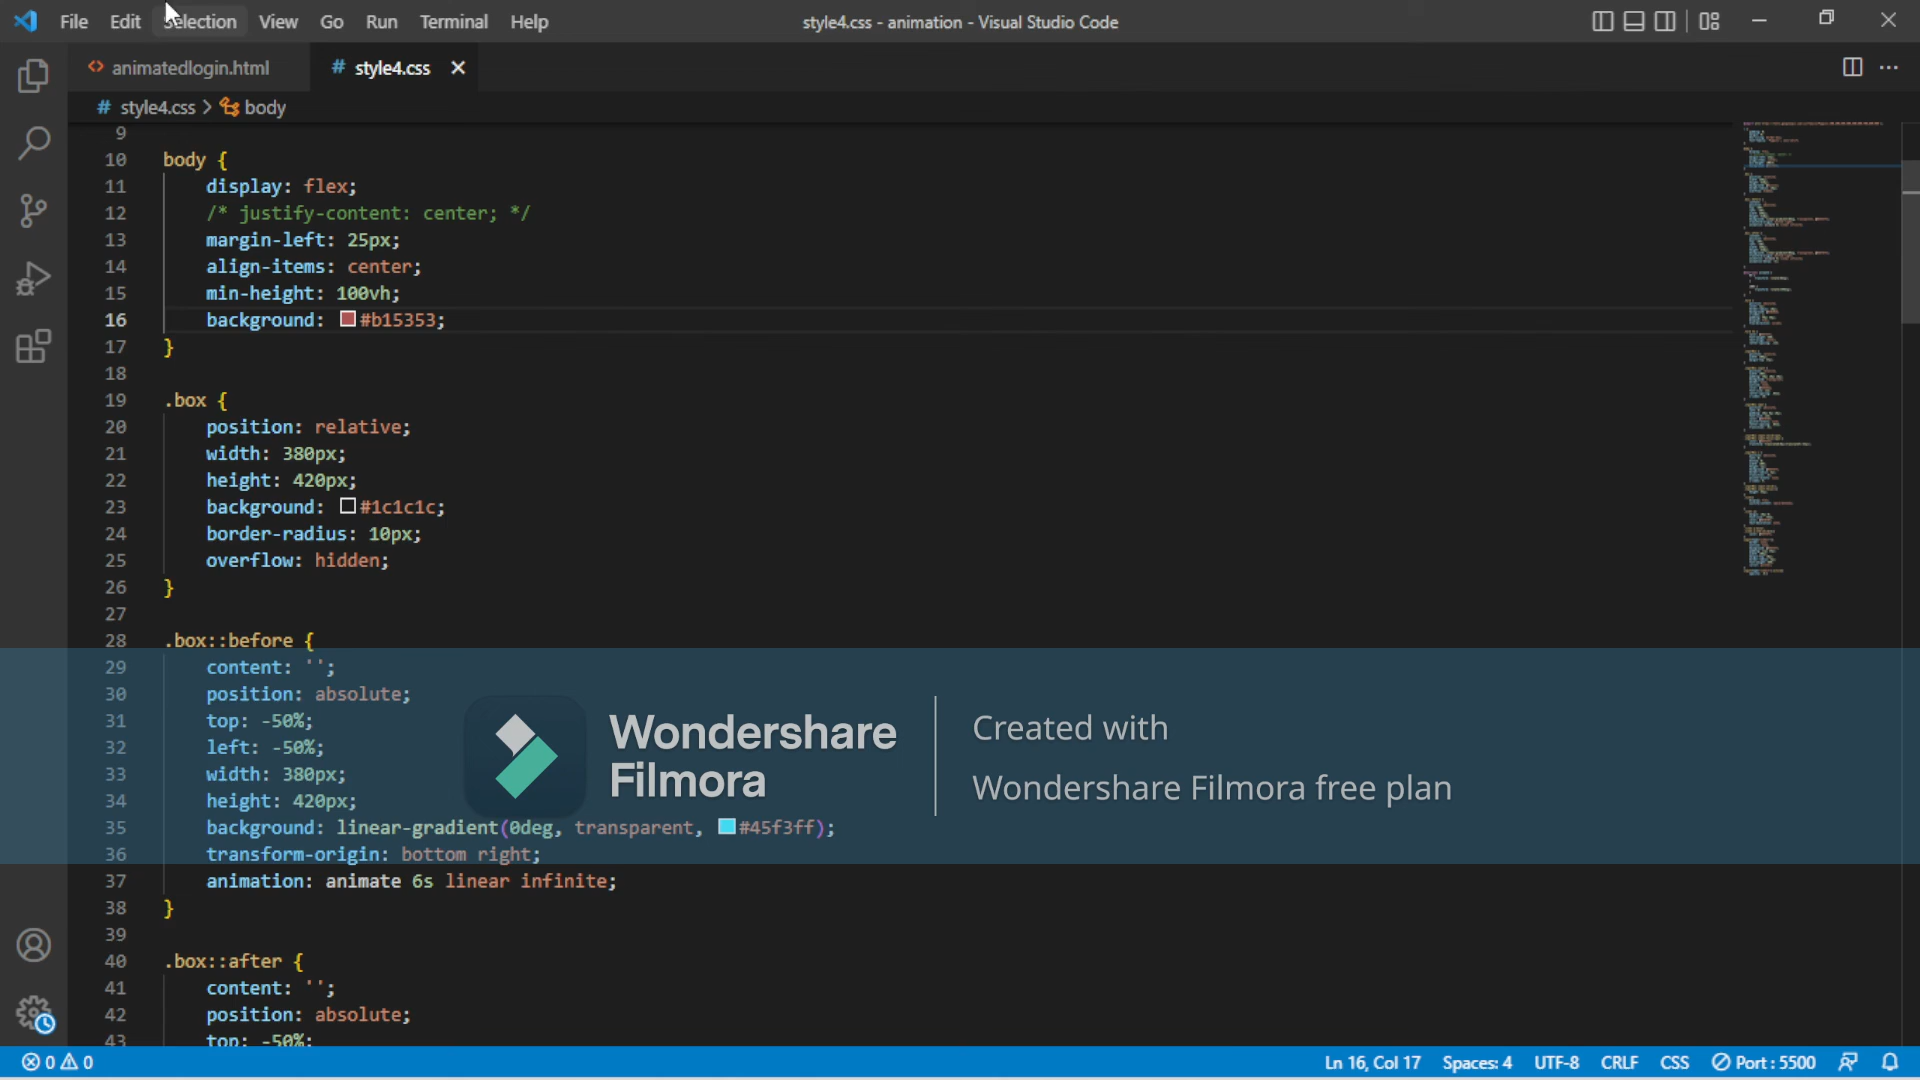 File Edit Selection View Go Run Terminal Help style4.css - animation - Visual Studio Code
<> animatedlogin.html # style4.css ×
# style4.css > body
9
10 body {
11 display: flex;
12 /* justify-content: center; */
13 margin-left: 25px;
14 align-items: center;
15 min-height: 100vh;
16 background: #b15353;
17 }
18
19 .box {
20 position: relative;
21 width: 380px;
22 height: 420px;
23 background: #1c1c1c;
24 border-radius: 10px;
25 overflow: hidden;
26 }
27
28 .box::before {
29 content: '';
30 position: absolute;
31 top: -50%;
32 left: -50%;
33 width: 380px;
34 height: 420px;
35 background: linear-gradient(0deg, transparent, #45f3ff);
36 transform-origin: bottom right;
37 animation: animate 6s linear infinite;
38 }
39
40 .box::after {
41 content: '';
42 position: absolute;
43 top: -50%;
Wondershare
Filmora
Created with
Wondershare Filmora free plan
0 0 Ln 16, Col 17 Spaces: 4 UTF-8 CRLF CSS Port : 5500